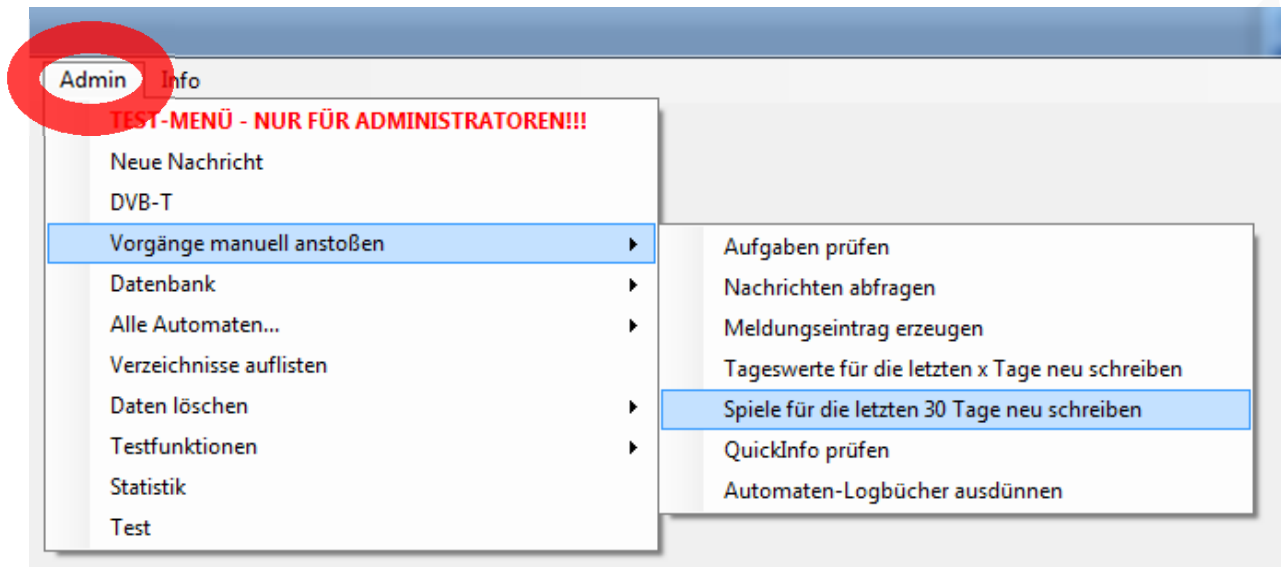 Admin Info
TEST-MENÜ - NUR FÜR ADMINISTRATOREN!!!
Neue Nachricht
DVB-T
Vorgänge manuell anstoßen
Datenbank
Alle Automaten...
Verzeichnisse auflisten
Daten löschen
Testfunktionen
Statistik
Test
Aufgaben prüfen
Nachrichten abfragen
Meldungseintrag erzeugen
Tageswerte für die letzten x Tage neu schreiben
Spiele für die letzten 30 Tage neu schreiben
QuickInfo prüfen
Automaten-Logbücher ausdünnen